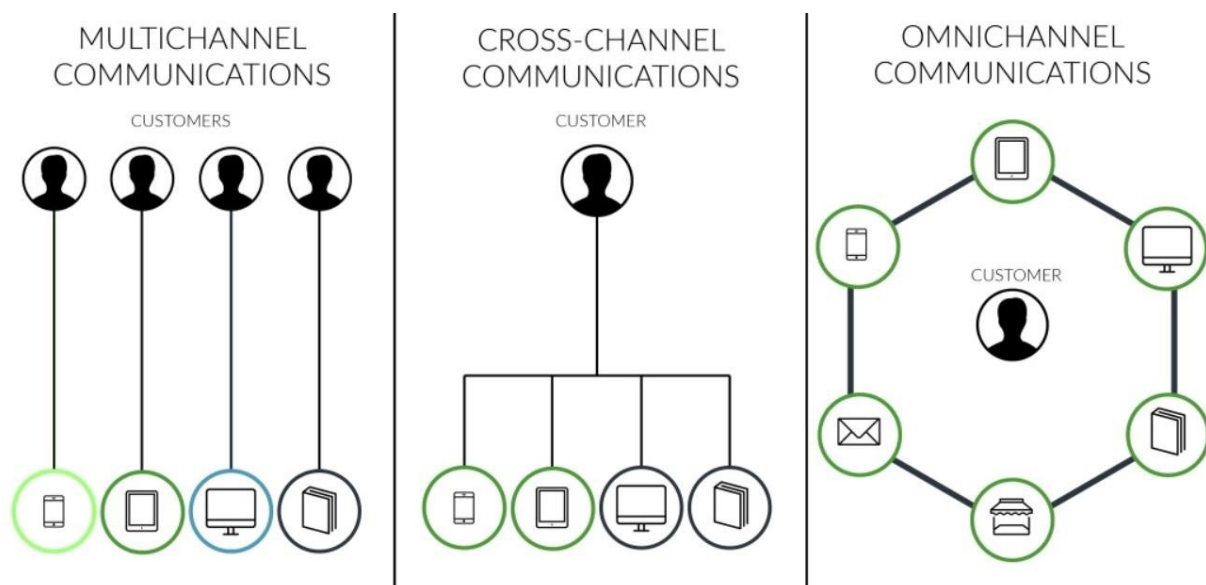 MULTICHANNEL
COMMUNICATIONS
CUSTOMERS
CROSS-CHANNEL
COMMUNICATIONS
CUSTOMER
OMNICHANNEL
COMMUNICATIONS
CUSTOMER